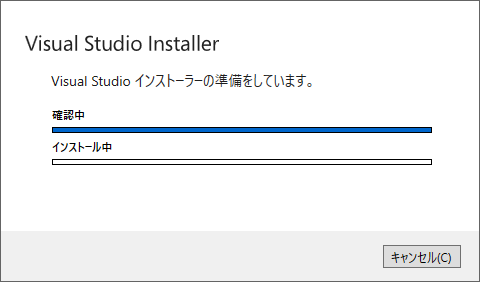 Visual Studio Installer
Visual Studio インストーラーの準備をしています。
確認中
インストール中
キャンセル(C)